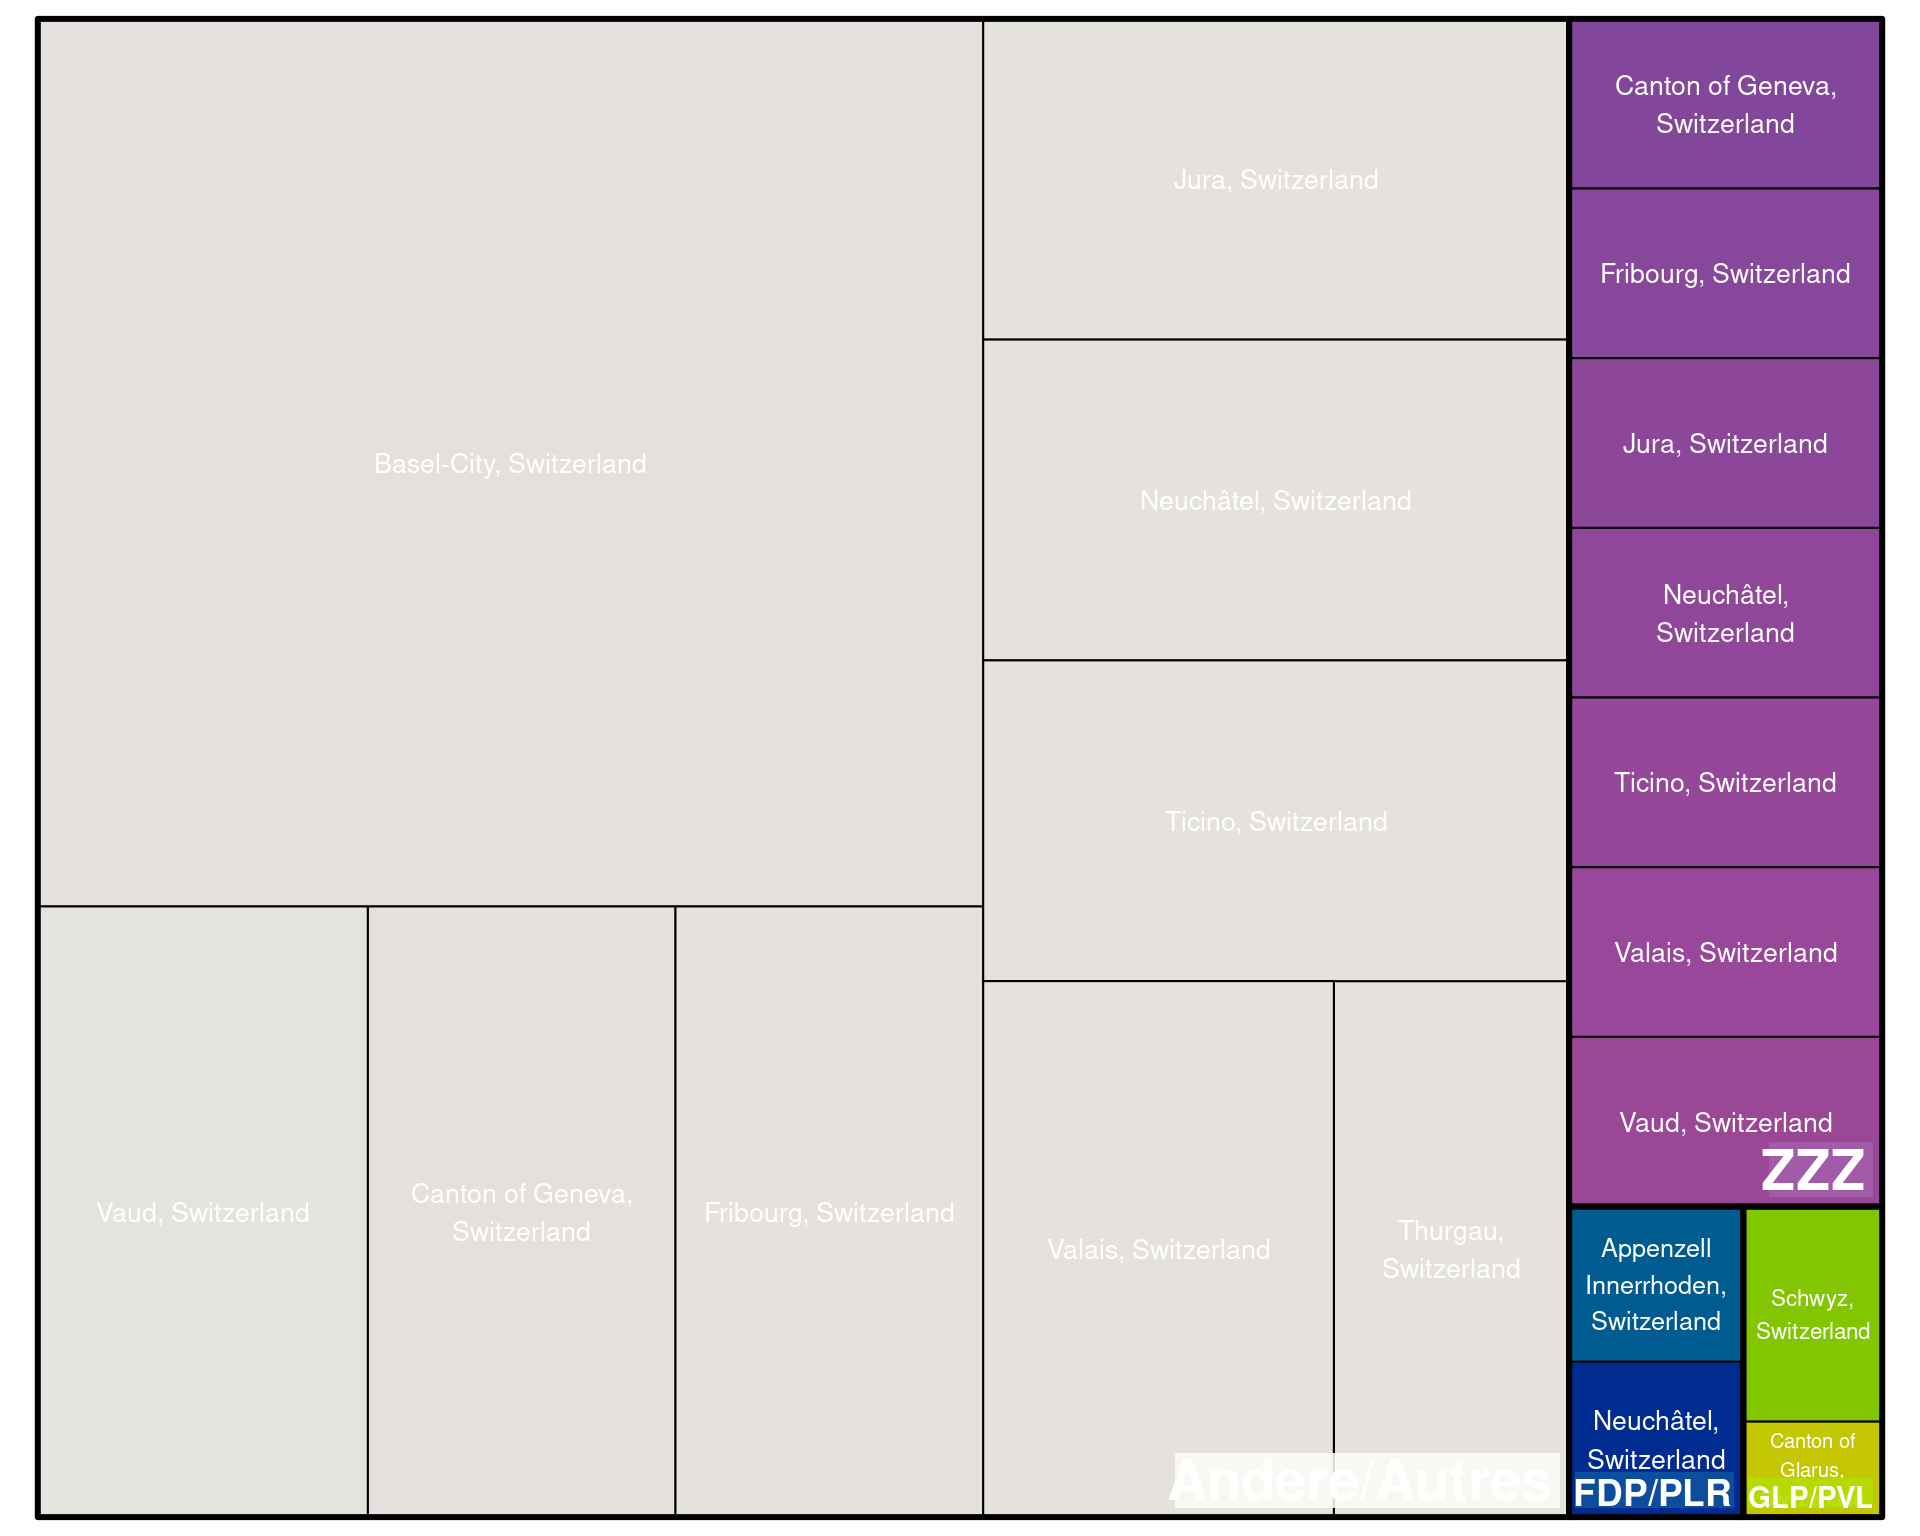 Basel-City, Switzerland
Vaud, Switzerland
Canton of Geneva,
Switzerland
Fribourg, Switzerland
Jura, Switzerland
Neuchâtel, Switzerland
Ticino, Switzerland
Valais, Switzerland
Thurgau,
Switzerland
Andere/Autres
Canton of Geneva,
Switzerland
Fribourg, Switzerland
Jura, Switzerland
Neuchâtel,
Switzerland
Ticino, Switzerland
Valais, Switzerland
Vaud, Switzerland
ZZZ
Appenzell
Innerrhoden,
Switzerland
Neuchâtel,
Switzerland
FDP/PLR
Schwyz,
Switzerland
Canton of
Glarus,
GLP/PVL